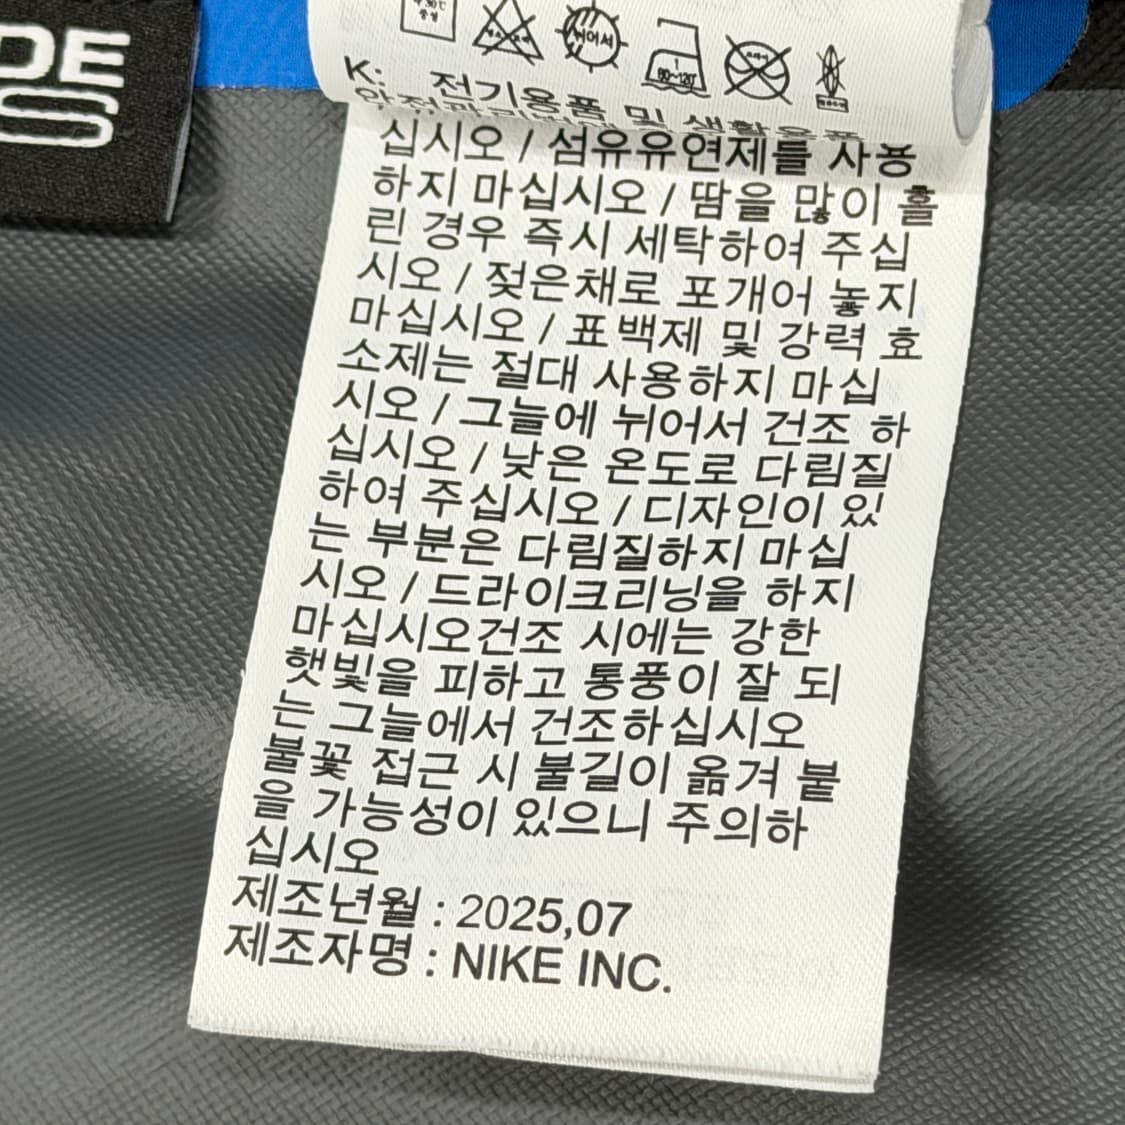 DE
S
약 30℃
중성
뉘어서
80~120℃
K: 전기용품 및 생활용품
십시오 / 섬유유연제를 사용
하지 마십시오 / 땀을 많이 흘
린 경우 즉시 세탁하여 주십
시오 / 젖은채로 포개어 놓지
마십시오 / 표백제 및 강력 효
소제는 절대 사용하지 마십
시오 / 그늘에 뉘어서 건조 하
십시오 / 낮은 온도로 다림질
하여 주십시오 / 디자인이 있
는 부분은 다림질하지 마십
시오 / 드라이크리닝을 하지
마십시오건조 시에는 강한
햇빛을 피하고 통풍이 잘 되
는 그늘에서 건조하십시오
불꽃 접근 시 불길이 옮겨 붙
을 가능성이 있으니 주의하
십시오
제조년월 : 2025,07
제조자명 : NIKE INC.